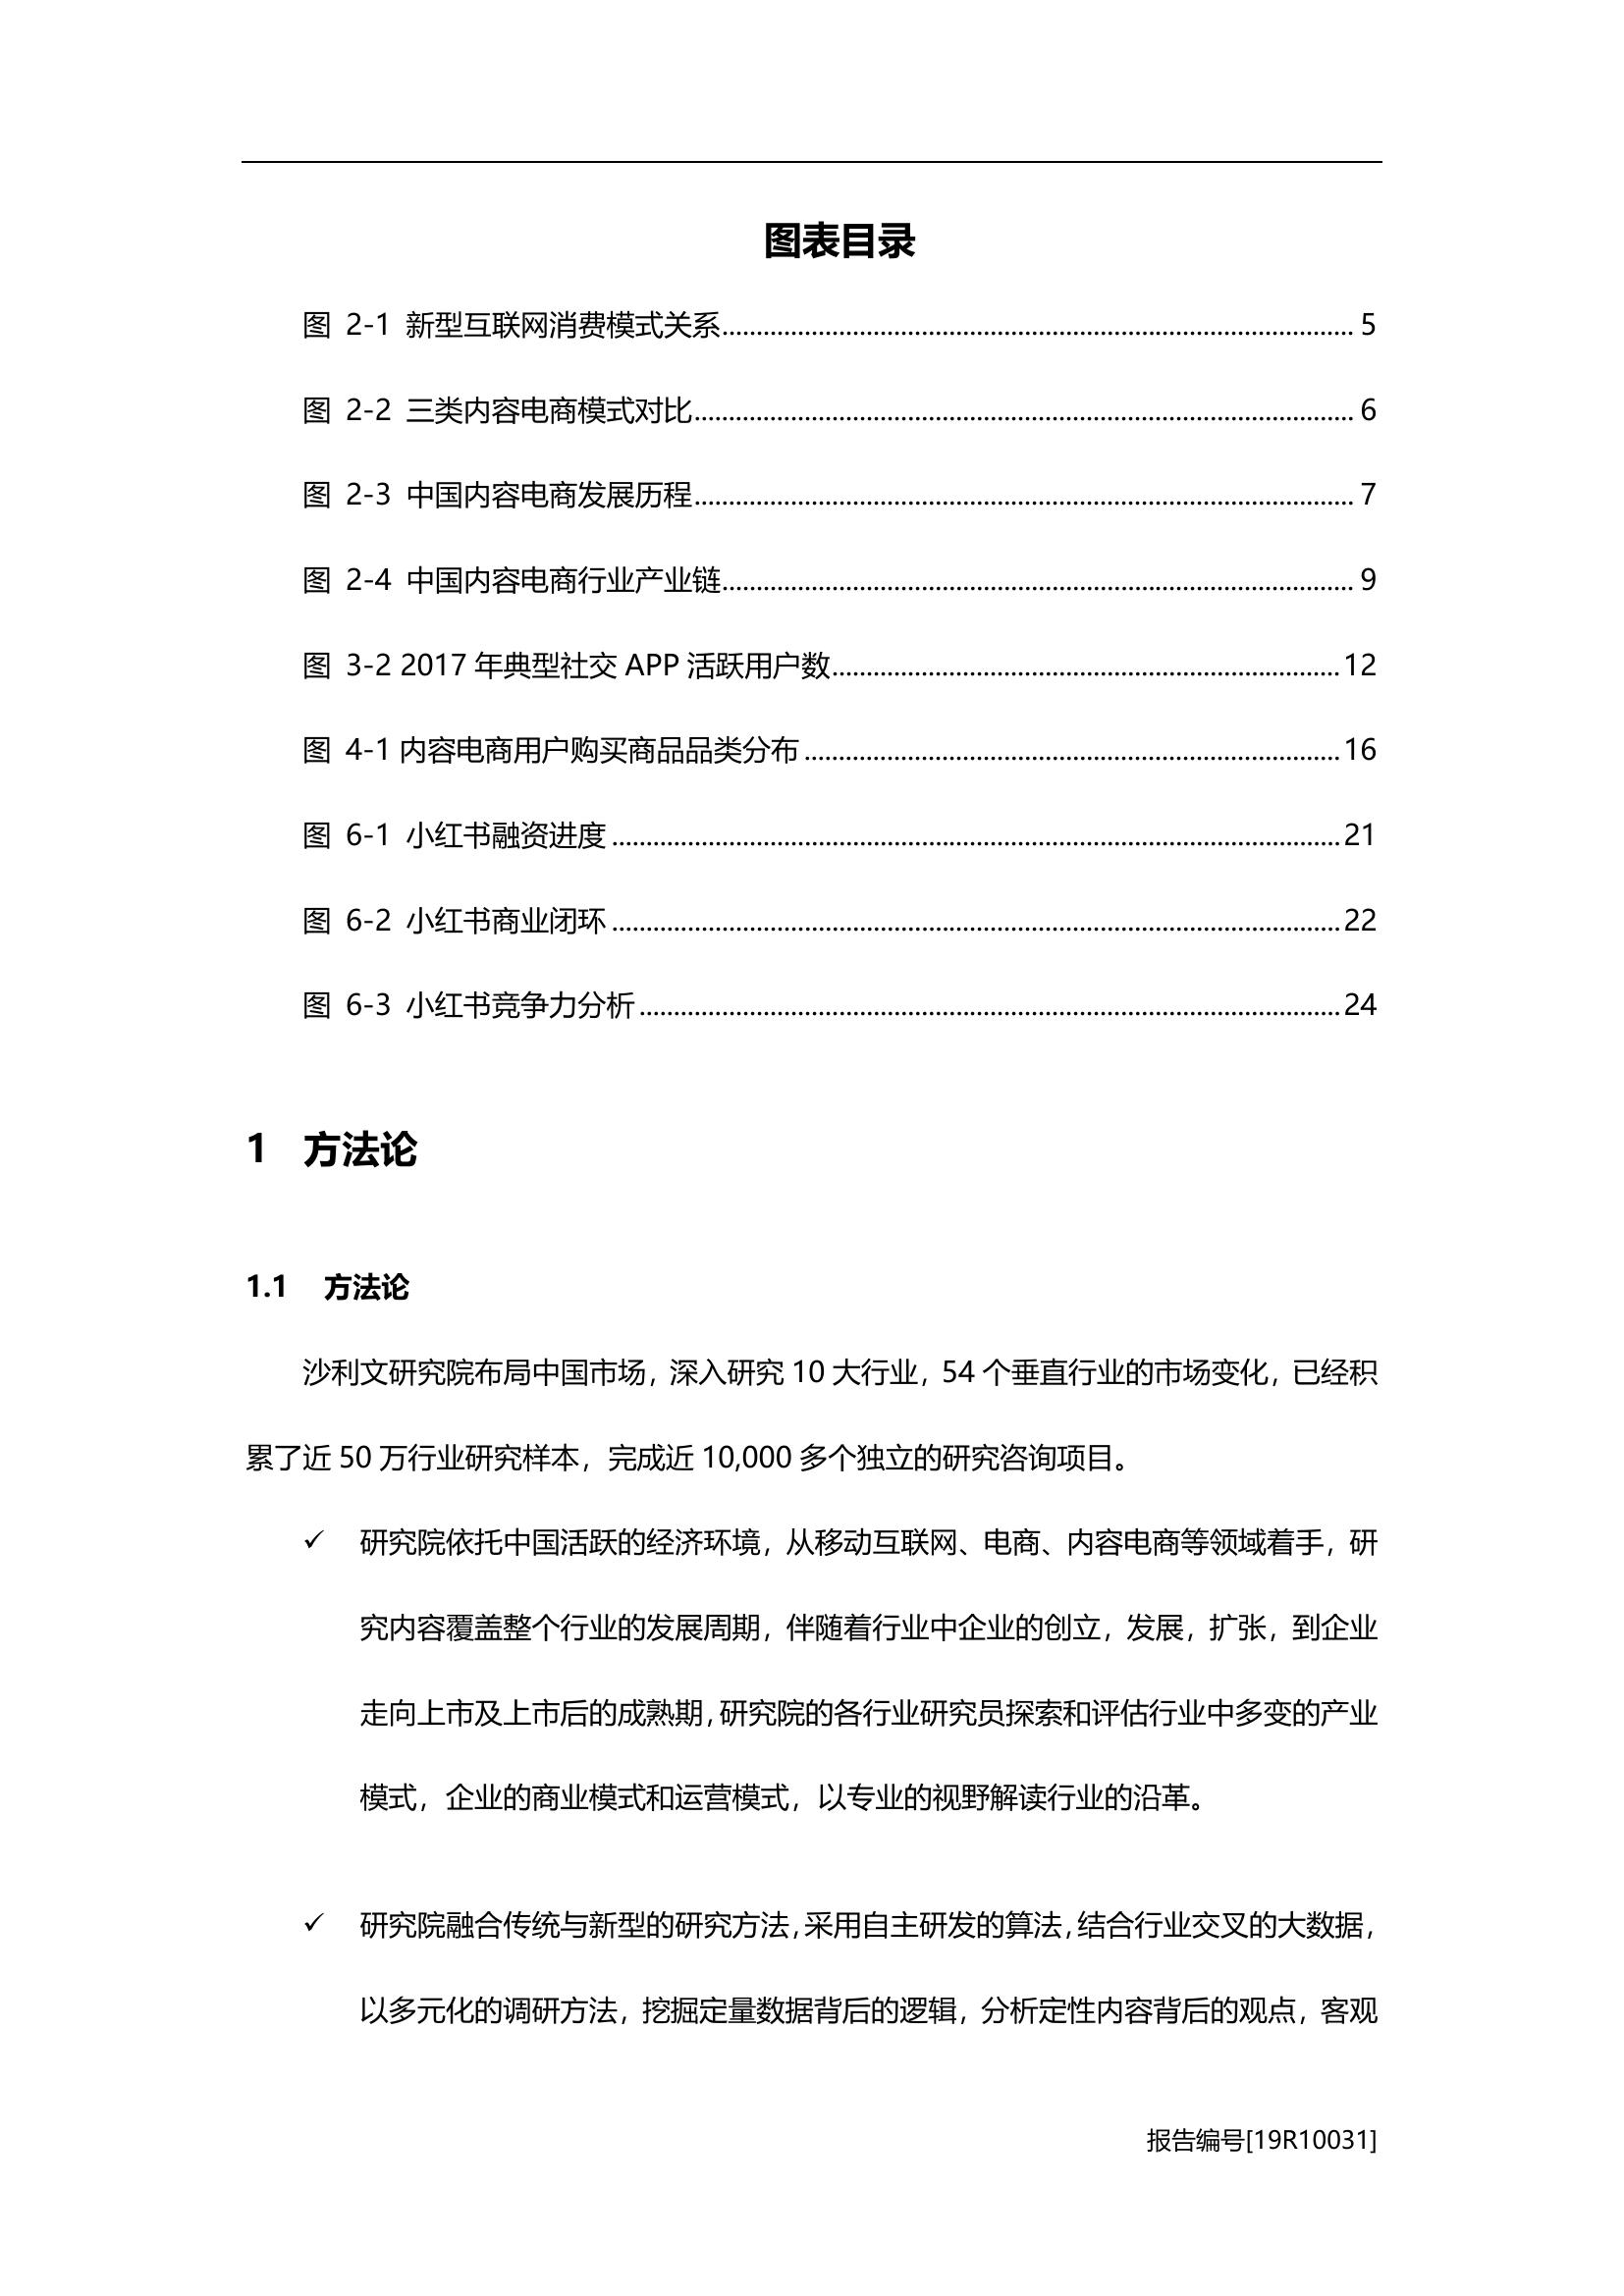 图表目录
图 2-1 新型互联网消费模式关系........................................................................................... 5
图 2-2 三类内容电商模式对比............................................................................................... 6
图 2-3 中国内容电商发展历程............................................................................................... 7
图 2-4 中国内容电商行业产业链........................................................................................... 9
图 3-2 2017 年典型社交 APP 活跃用户数......................................................................... 12
图 4-1 内容电商用户购买商品品类分布 ............................................................................. 16
图 6-1 小红书融资进度 ......................................................................................................... 21
图 6-2 小红书商业闭环 ......................................................................................................... 22
图 6-3 小红书竞争力分析 ..................................................................................................... 24
1 方法论
1.1 方法论
沙利文研究院布局中国市场，深入研究 10 大行业，54 个垂直行业的市场变化，已经积
累了近 50 万行业研究样本，完成近 10,000 多个独立的研究咨询项目。
✓ 研究院依托中国活跃的经济环境，从移动互联网、电商、内容电商等领域着手，研
究内容覆盖整个行业的发展周期，伴随着行业中企业的创立，发展，扩张，到企业
走向上市及上市后的成熟期，研究院的各行业研究员探索和评估行业中多变的产业
模式，企业的商业模式和运营模式，以专业的视野解读行业的沿革。
✓ 研究院融合传统与新型的研究方法，采用自主研发的算法，结合行业交叉的大数据，
以多元化的调研方法，挖掘定量数据背后的逻辑，分析定性内容背后的观点，客观
报告编号[19R10031]